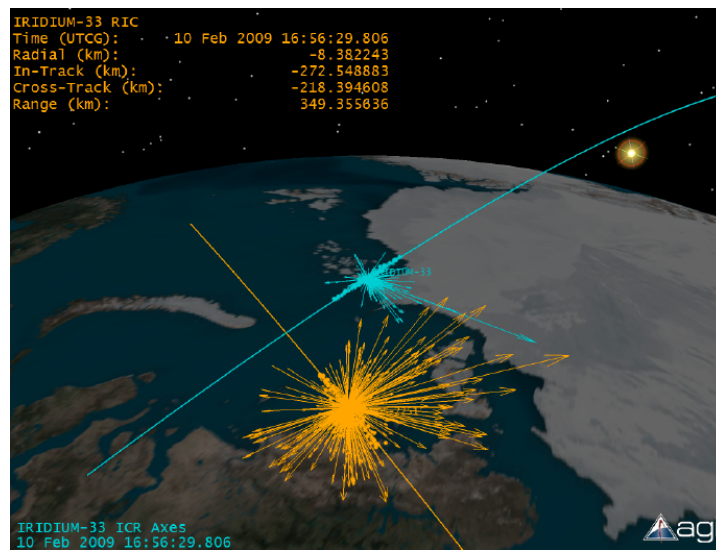 IRIDIUM-33 RIC
Time (UTCG): 10 Feb 2009 16:56:29.806
Radial (km): -8.382243
In-Track (km): -272.548883
Cross-Track (km): -218.394608
Range (km): 349.355636
IRIDIUM-33
IRIDIUM-33 ICR Axes
10 Feb 2009 16:56:29.806
ag